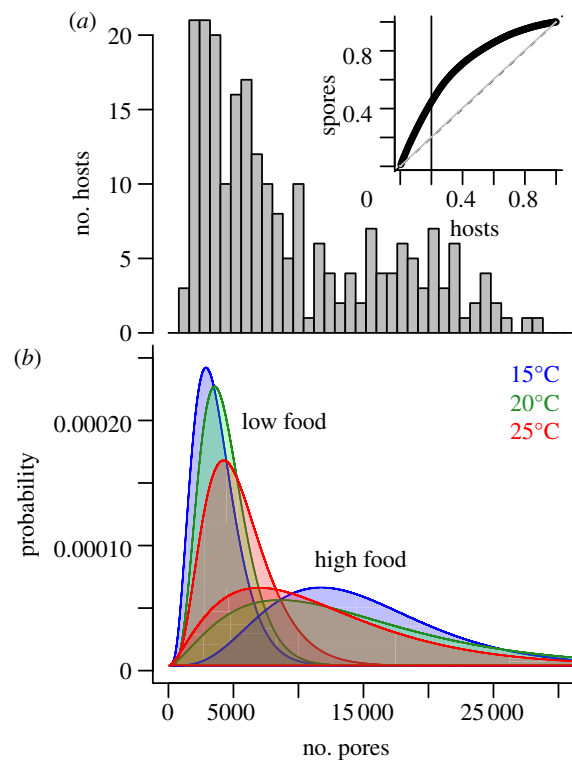 (a)
20
15
10
5
0
no. hosts
0.8
0.4
spores
0
0.4
0.8
hosts
(b)
15°C
20°C
25°C
low food
high food
0.00020
0.00010
0
probability
0
5000
15 000
25 000
no. pores